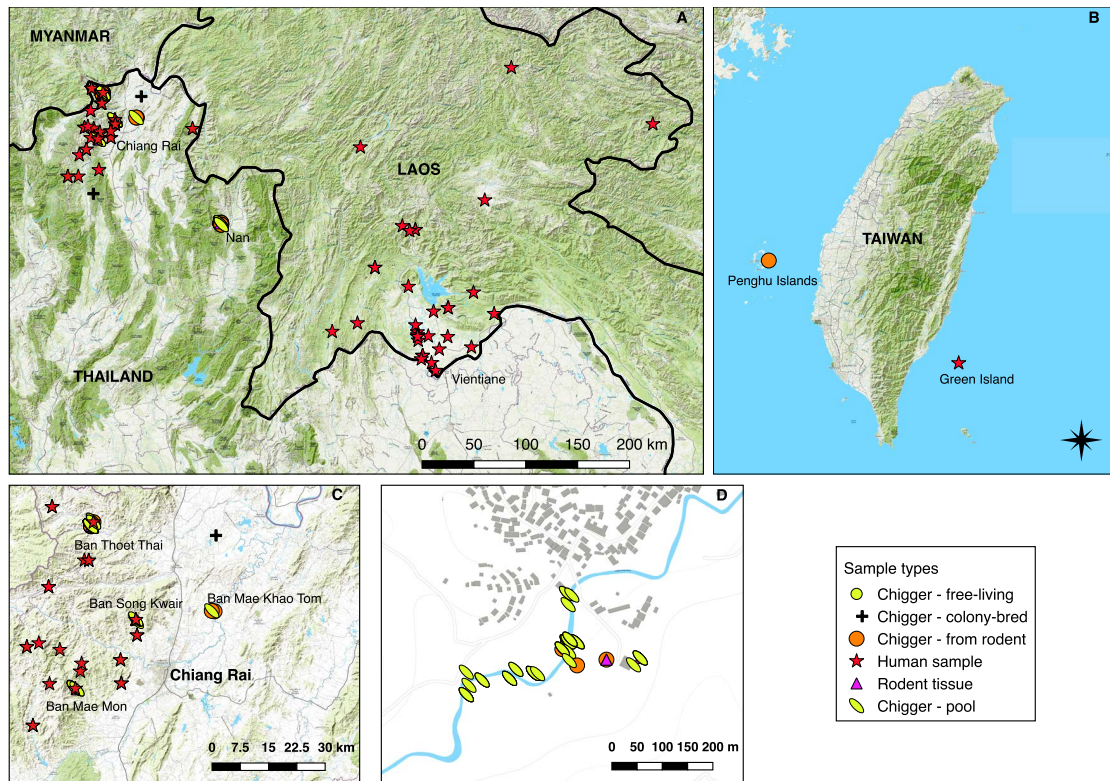 A
MYANMAR
Chiang Rai
LAOS
Nan
THAILAND
Vientiane
0 50 100 150 200 km
B
TAIWAN
Penghu Islands
Green Island
C
Ban Thoet Thai
Ban Song Kwair
Ban Mae Khao Tom
Chiang Rai
Ban Mae Mon
0 7.5 15 22.5 30 km
D
0 50 100 150 200 m
Sample types
Chigger - free-living
Chigger - colony-bred
Chigger - from rodent
Human sample
Rodent tissue
Chigger - pool